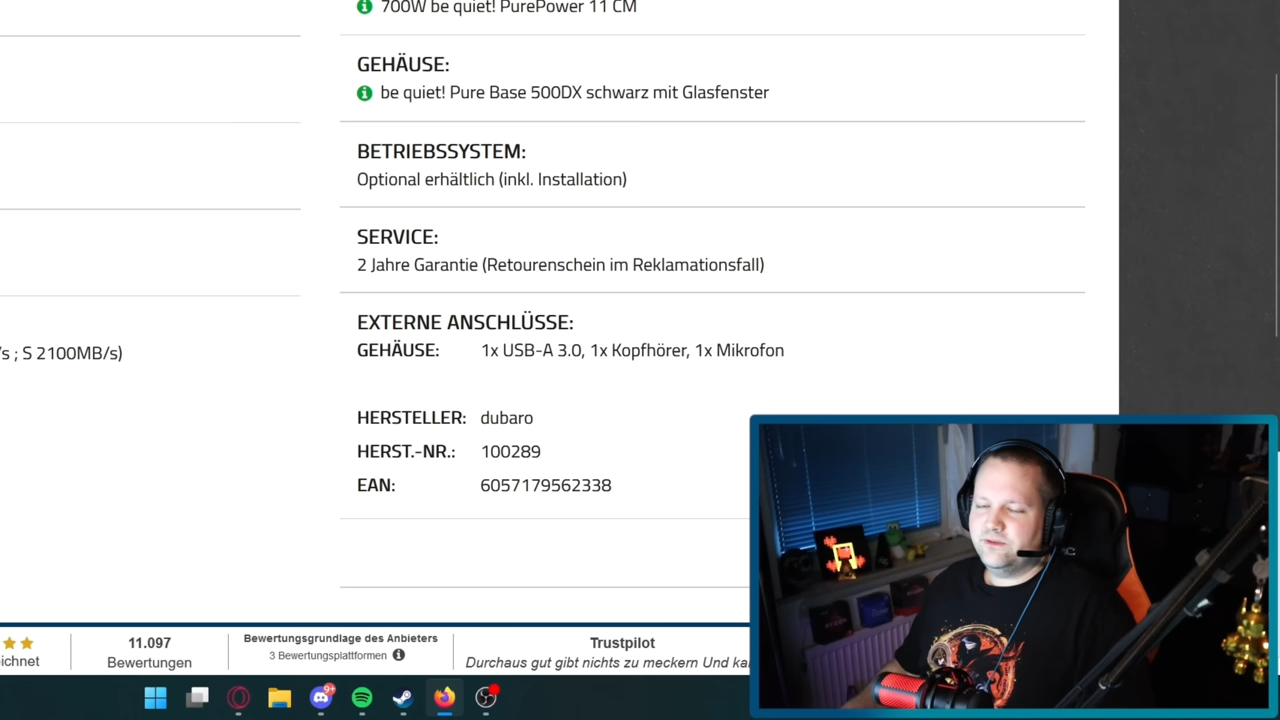 700W be quiet! PurePower 11 CM
GEHÄUSE:
be quiet! Pure Base 500DX schwarz mit Glasfenster
BETRIEBSSYSTEM:
Optional erhältlich (inkl. Installation)
SERVICE:
2 Jahre Garantie (Retourenschein im Reklamationsfall)
EXTERNE ANSCHLÜSSE:
GEHÄUSE: 1x USB-A 3.0, 1x Kopfhörer, 1x Mikrofon
/s ; S 2100MB/s)
HERSTELLER: dubaro
HERST.-NR.: 100289
EAN: 6057179562338
ichnet
11.097
Bewertungen
Bewertungsgrundlage des Anbieters
3 Bewertungsplattformen
Trustpilot
Durchaus gut gibt nichts zu meckern Und ka
9+